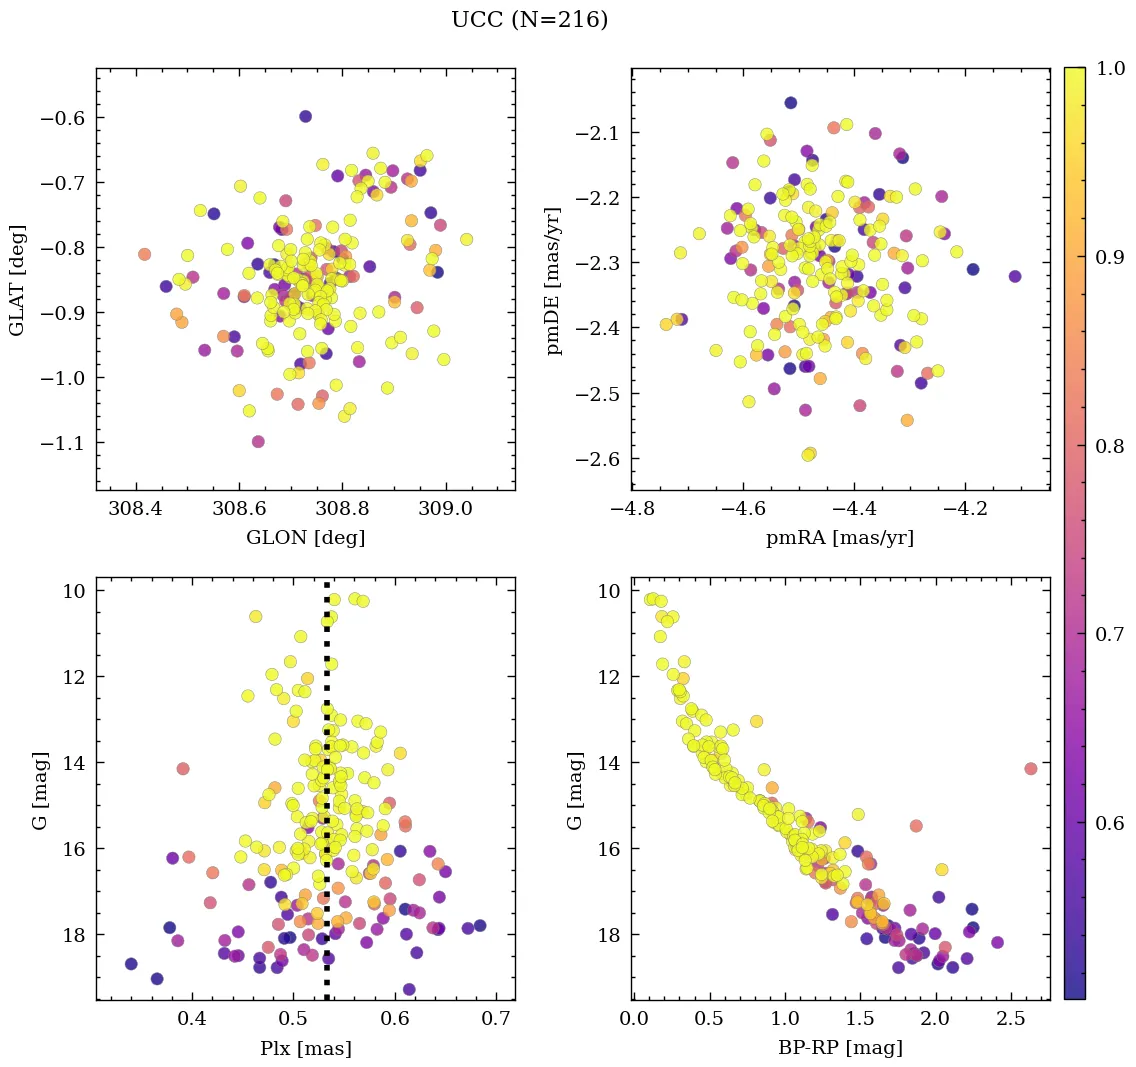 UCC (N=216)
−0.6
−0.7
−0.8
−0.9
−1.0
−1.1
GLAT [deg]
308.4 308.6 308.8 309.0
GLON [deg]
−2.1
−2.2
−2.3
−2.4
−2.5
−2.6
pmDE [mas/yr]
−4.8 −4.6 −4.4 −4.2
pmRA [mas/yr]
10
12
14
16
18
G [mag]
0.4 0.5 0.6 0.7
Plx [mas]
10
12
14
16
18
G [mag]
0.0 0.5 1.0 1.5 2.0 2.5
BP-RP [mag]
1.0
0.9
0.8
0.7
0.6